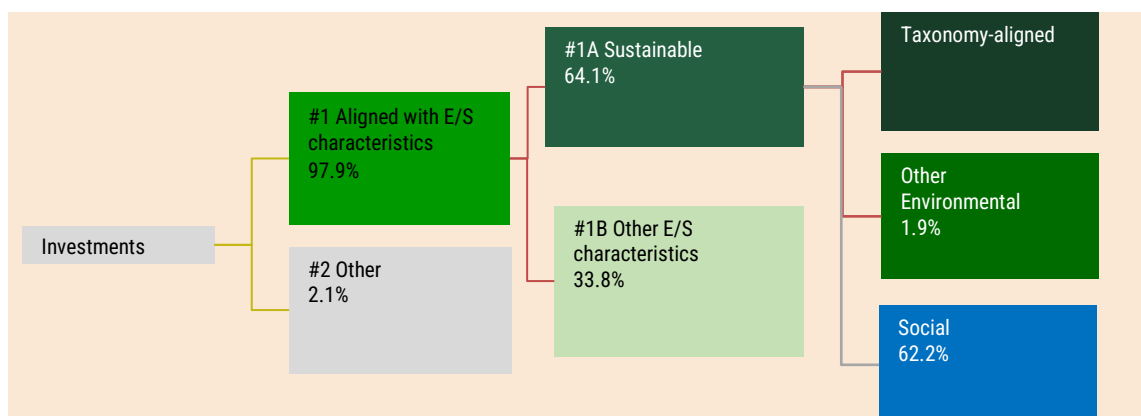 Investments
#1 Aligned with E/S
characteristics
97.9%
#2 Other
2.1%
#1A Sustainable
64.1%
#1B Other E/S
characteristics
33.8%
Taxonomy-aligned
Other
Environmental
1.9%
Social
62.2%